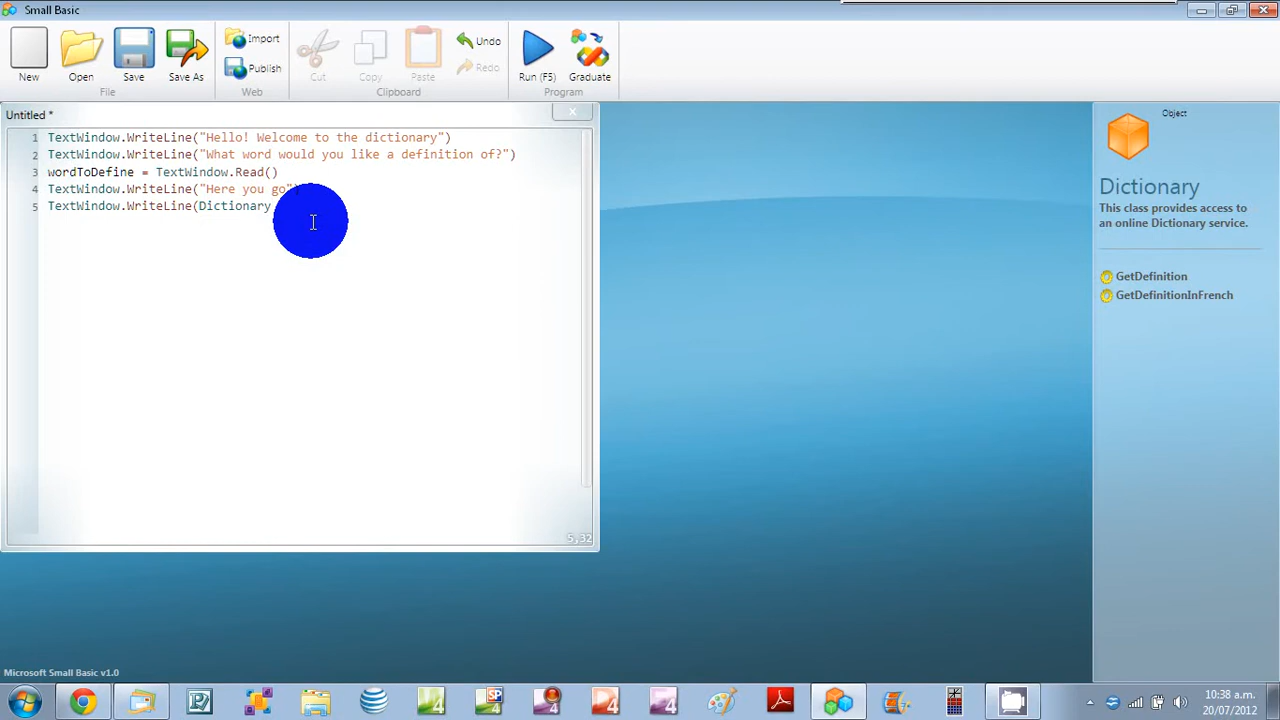 Small Basic
New
Open
Save
Save As
Import
Publish
Cut
Copy
Paste
Undo
Redo
Run (F5)
Graduate
File
Web
Clipboard
Program
Untitled *
1 TextWindow.WriteLine("Hello! Welcome to the dictionary")
2 TextWindow.WriteLine("What word would you like a definition of?")
3 wordToDefine = TextWindow.Read()
4 TextWindow.WriteLine("Here you go")
5 TextWindow.WriteLine(Dictionary
5,32
Object
Dictionary
This class provides access to
an online Dictionary service.
GetDefinition
GetDefinitionInFrench
Microsoft Small Basic v1.0
10:38 a.m.
20/07/2012